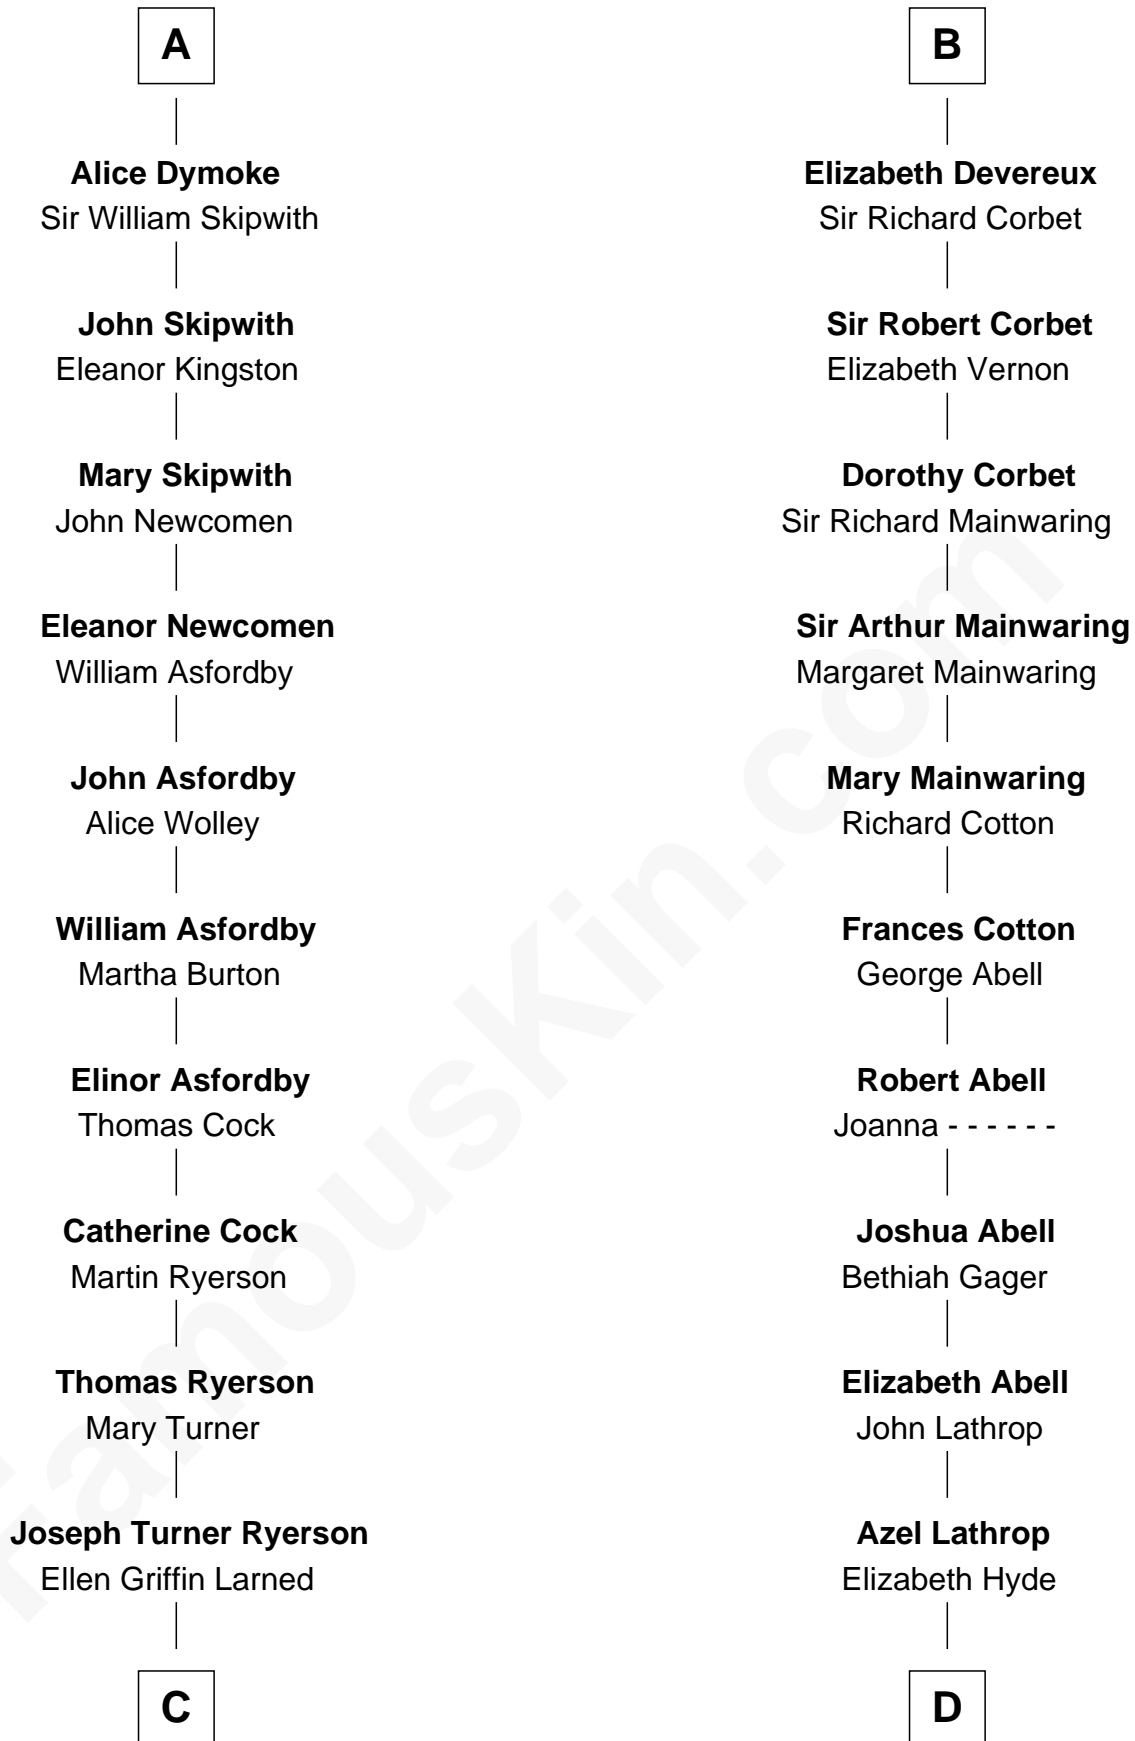 A
Alice Dymoke
Sir William Skipwith
John Skipwith
Eleanor Kingston
Mary Skipwith
John Newcomen
Eleanor Newcomen
William Asfordby
John Asfordby
Alice Wolley
William Asfordby
Martha Burton
Elinor Asfordby
Thomas Cock
Catherine Cock
Martin Ryerson
Thomas Ryerson
Mary Turner
Joseph Turner Ryerson
Ellen Griffin Larned
C
B
Elizabeth Devereux
Sir Richard Corbet
Sir Robert Corbet
Elizabeth Vernon
Dorothy Corbet
Sir Richard Mainwaring
Sir Arthur Mainwaring
Margaret Mainwaring
Mary Mainwaring
Richard Cotton
Frances Cotton
George Abell
Robert Abell
Joanna - - - - - -
Joshua Abell
Bethiah Gager
Elizabeth Abell
John Lathrop
Azel Lathrop
Elizabeth Hyde
D
FamousKin.com